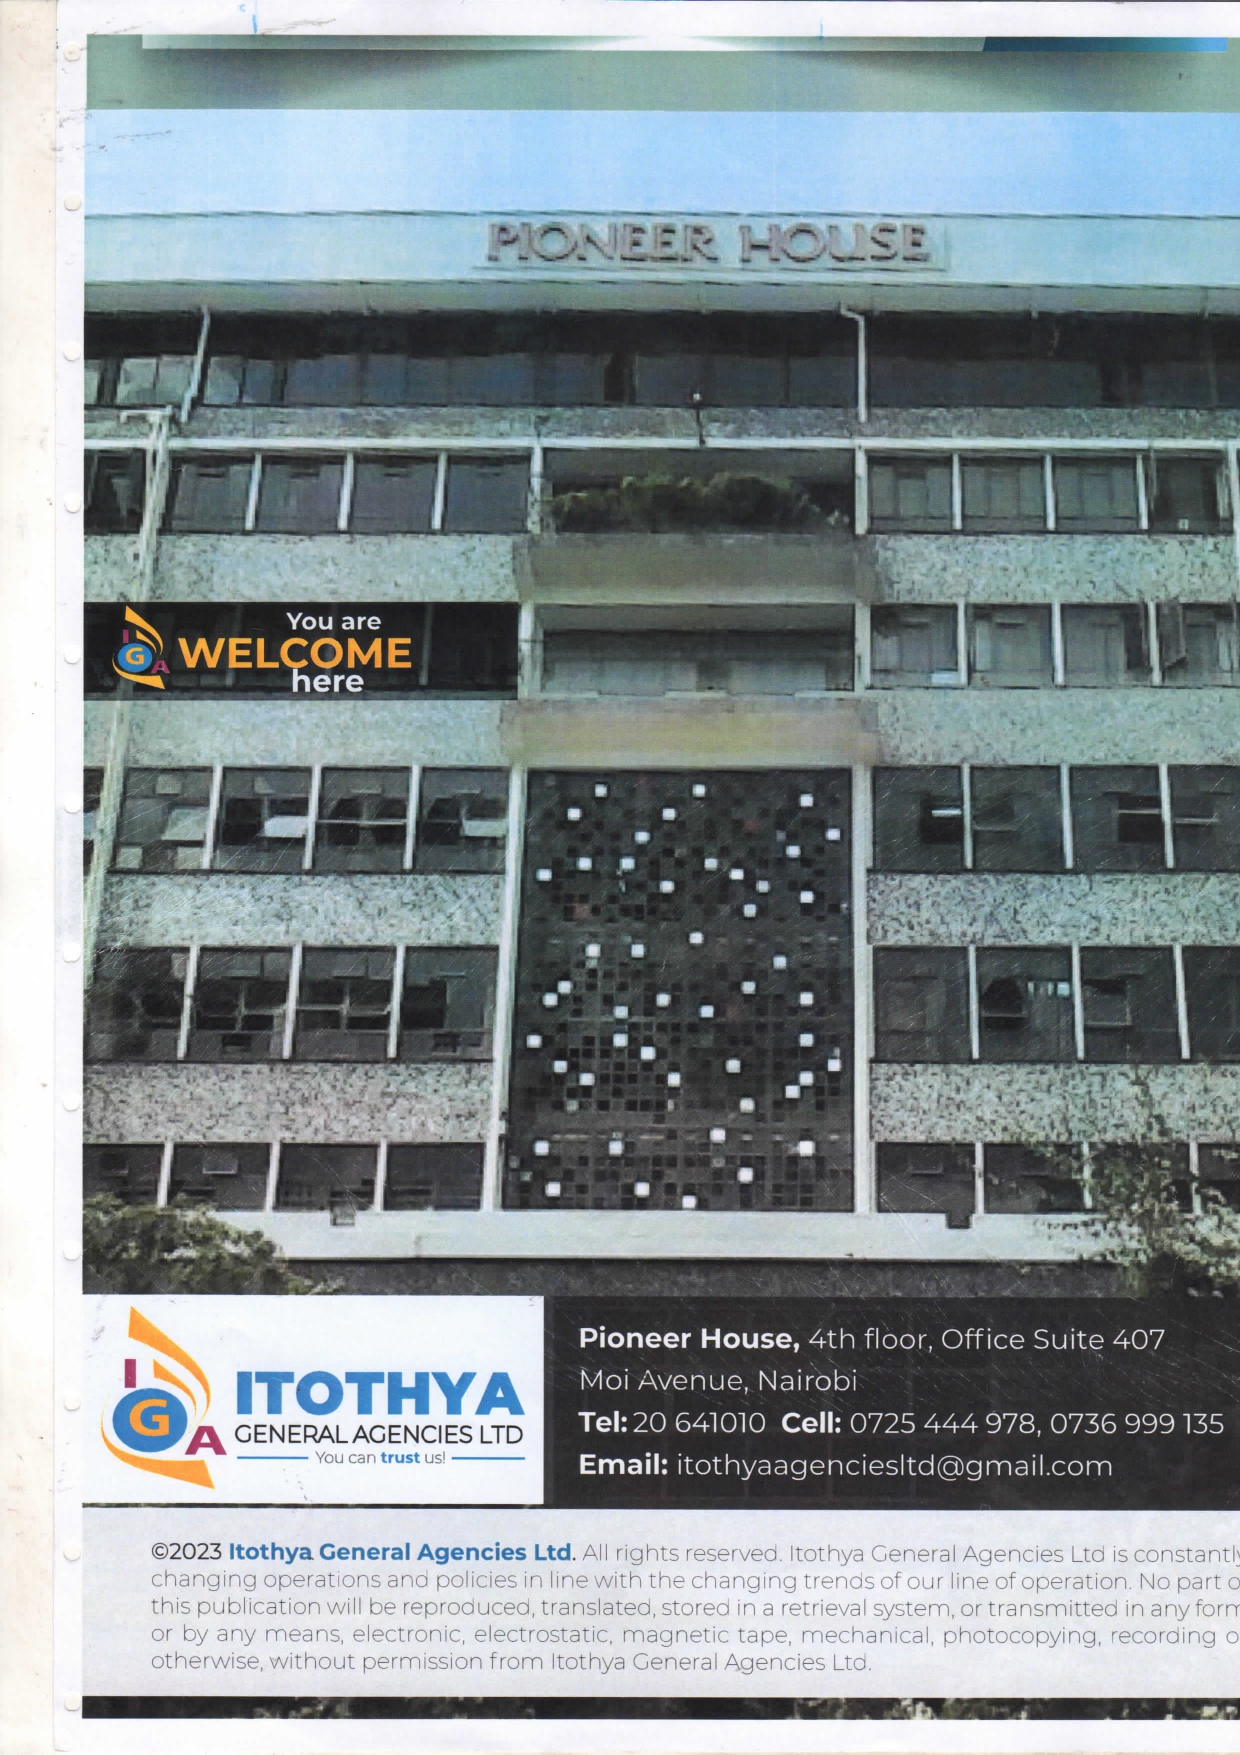 PIONEER HOUSE
You are
IGA WELCOME
here
IGA
ITOTHYA
GENERAL AGENCIES LTD
You can trust us!
Pioneer House, 4th floor, Office Suite 407
Moi Avenue, Nairobi
Tel: 20 641010 Cell: 0725 444 978, 0736 999 135
Email: itothyaagenciesltd@gmail.com
©2023 Itothya General Agencies Ltd. All rights reserved. Itothya General Agencies Ltd is constantly
changing operations and policies in line with the changing trends of our line of operation. No part o
this publication will be reproduced, translated, stored in a retrieval system, or transmitted in any form
or by any means, electronic, electrostatic, magnetic tape, mechanical, photocopying, recording o
otherwise, without permission from Itothya General Agencies Ltd.